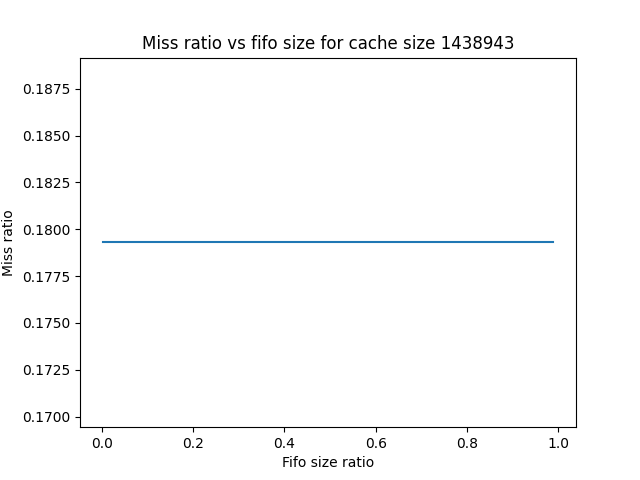 Miss ratio vs fifo size for cache size 1438943
0.1875
0.1850
0.1825
0.1800
0.1775
0.1750
0.1725
0.1700
Miss ratio
0.0 0.2 0.4 0.6 0.8 1.0
Fifo size ratio